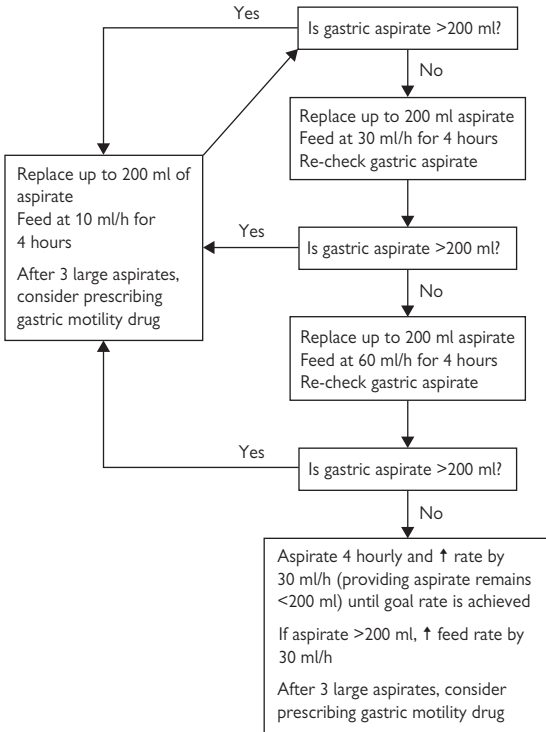 Yes
Is gastric aspirate >200 ml?
No
Replace up to 200 ml aspirate
Feed at 30 ml/h for 4 hours
Re-check gastric aspirate
Replace up to 200 ml of
aspirate
Feed at 10 ml/h for
4 hours
After 3 large aspirates,
consider prescribing
gastric motility drug
Yes
Is gastric aspirate >200 ml?
No
Replace up to 200 ml aspirate
Feed at 60 ml/h for 4 hours
Re-check gastric aspirate
Yes
Is gastric aspirate >200 ml?
No
Aspirate 4 hourly and ↑ rate by
30 ml/h (providing aspirate remains
<200 ml) until goal rate is achieved
If aspirate >200 ml, ↑ feed rate by
30 ml/h
After 3 large aspirates, consider
prescribing gastric motility drug